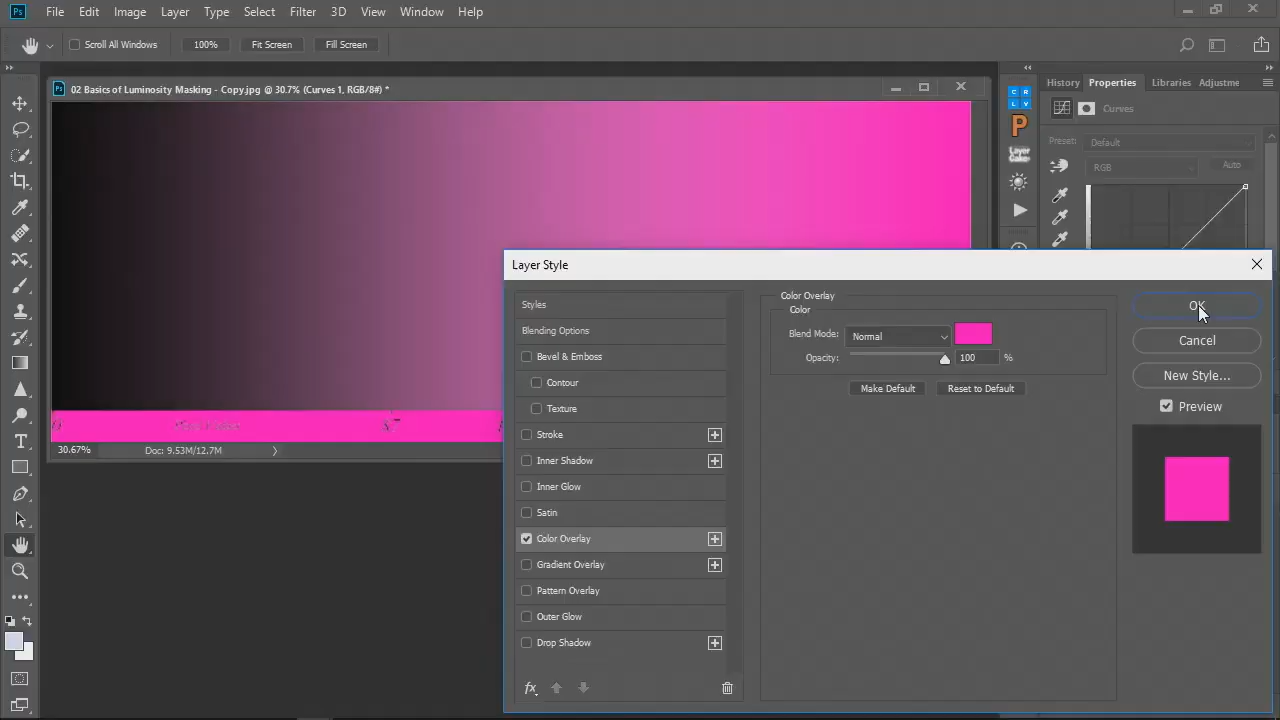 Ps File Edit Image Layer Type Select Filter 3D View Window Help
Scroll All Windows 100% Fit Screen Fill Screen
Ps 02 Basics of Luminosity Masking - Copy.jpg @ 30.7% (Curves 1, RGB/8#) *
History Properties Libraries Adjustme
Curves
Preset: Default
RGB Auto
Layer Style
Styles
Blending Options
Bevel & Emboss
Contour
Texture
Stroke
Inner Shadow
Inner Glow
Satin
Color Overlay
Gradient Overlay
Pattern Overlay
Outer Glow
Drop Shadow
fx
Color Overlay
Color
Blend Mode: Normal
Opacity: 100 %
Make Default Reset to Default
OK
Cancel
New Style...
Preview
0
30.67% Doc: 9.53M/12.7M